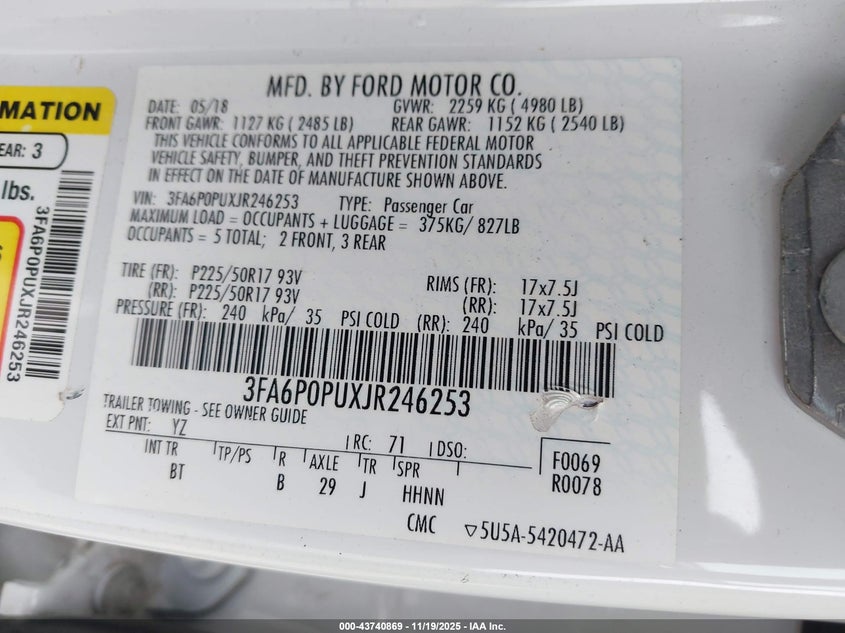 MFD. BY FORD MOTOR CO.
DATE: 05/18 GVWR: 2259 KG ( 4980 LB)
FRONT GAWR: 1127 KG ( 2485 LB) REAR GAWR: 1152 KG ( 2540 LB)
THIS VEHICLE CONFORMS TO ALL APPLICABLE FEDERAL MOTOR
VEHICLE SAFETY, BUMPER, AND THEFT PREVENTION STANDARDS
IN EFFECT ON THE DATE OF MANUFACTURE SHOWN ABOVE.
VIN: 3FA6P0PUXJR246253 TYPE: Passenger Car
MAXIMUM LOAD = OCCUPANTS + LUGGAGE = 375KG/ 827LB
OCCUPANTS = 5 TOTAL; 2 FRONT, 3 REAR
TIRE (FR): P225/50R17 93V RIMS (FR): 17x7.5J
(RR): P225/50R17 93V (RR): 17x7.5J
PRESSURE (FR): 240 kPa/ 35 PSI COLD (RR): 240 kPa/ 35 PSI COLD
3FA6P0PUXJR246253
TRAILER TOWING - SEE OWNER GUIDE
EXT PNT: YZ RC: 71 DSO: F0069
INT TR TP/PS R AXLE TR SPR R0078
BT B 29 J HHNN
CMC ▽5U5A-5420472-AA
MATION
EAR: 3
lbs.
3FA6P0PUXJR246253
000-43740869 - 11/19/2025 - IAA Inc.